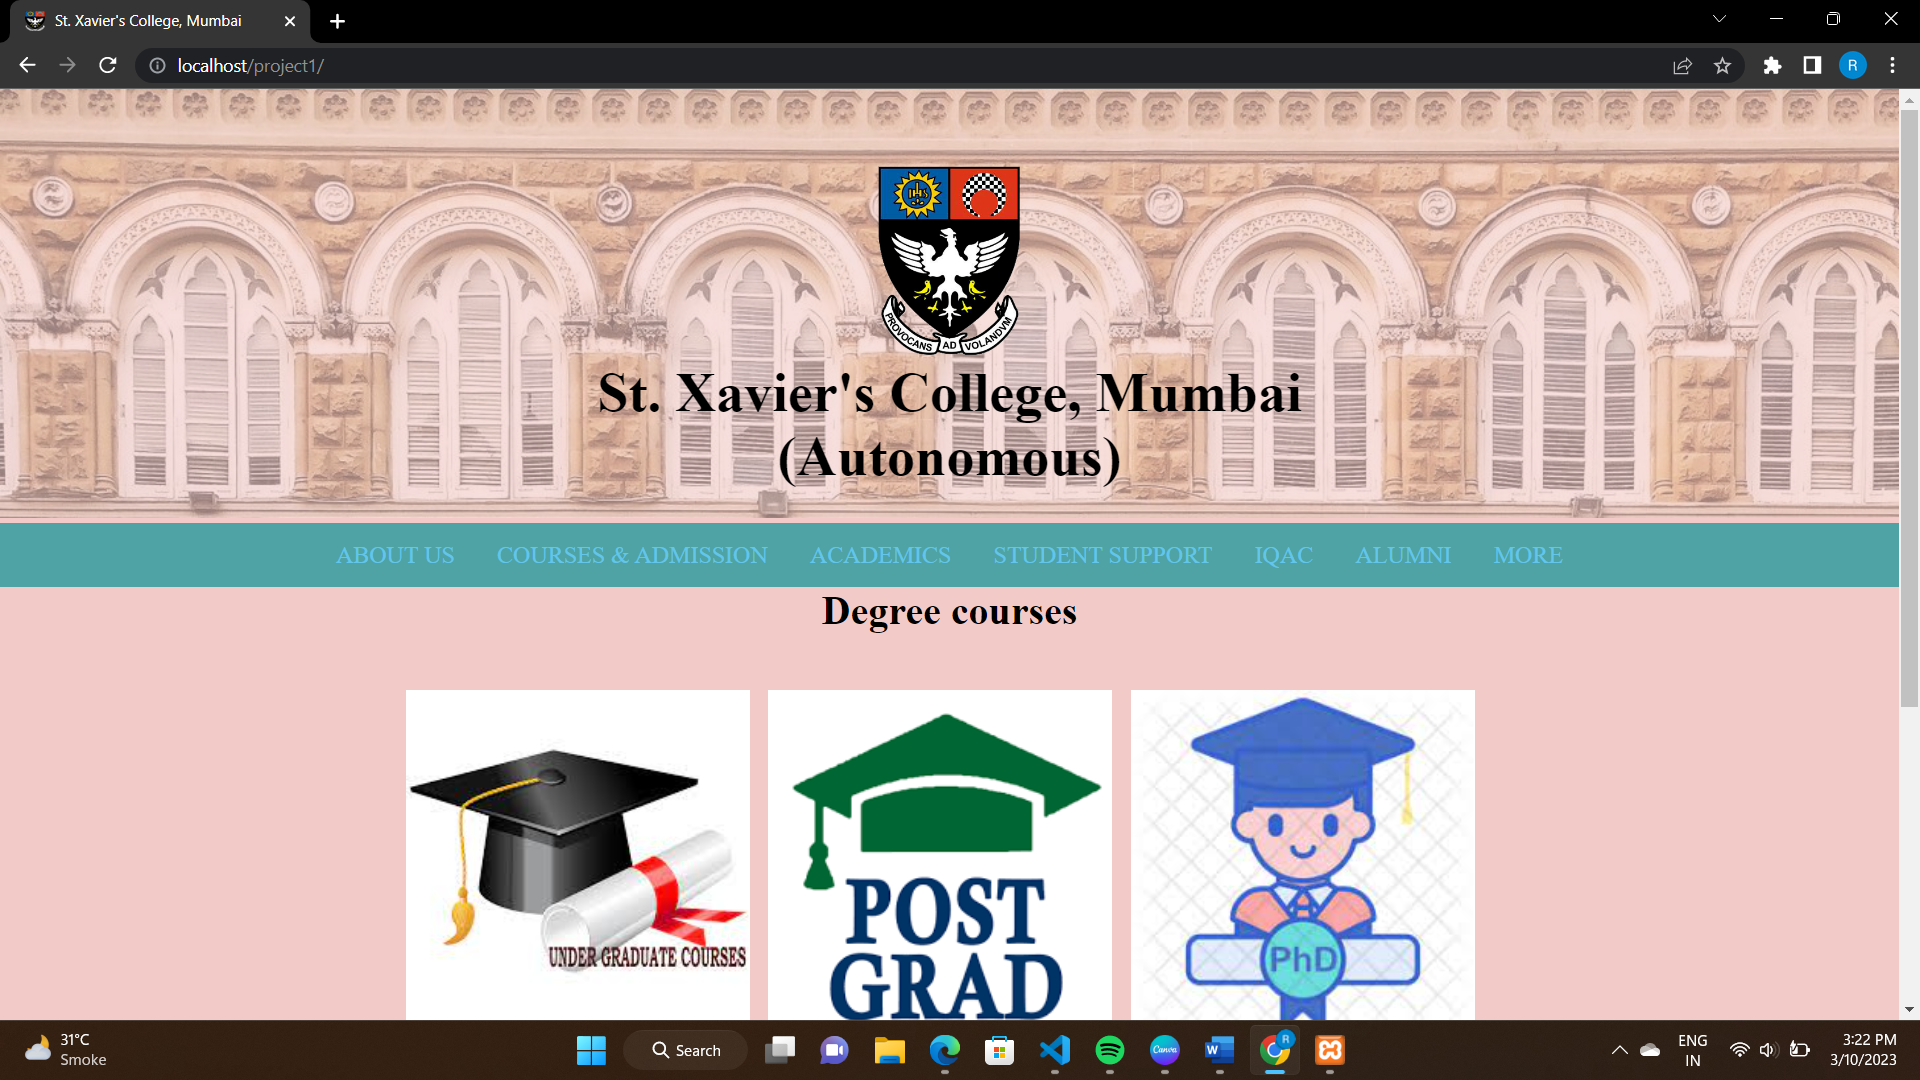 St. Xavier's College, Mumbai
localhost/project1/
R
IHS
PROVOCANS AD VOLANDVM
St. Xavier's College, Mumbai
(Autonomous)
ABOUT US COURSES & ADMISSION ACADEMICS STUDENT SUPPORT IQAC ALUMNI MORE
Degree courses
UNDER GRADUATE COURSES
POST
GRAD
PhD
31°C
Smoke
Search
Canva
W
R
ENG
IN
3:22 PM
3/10/2023